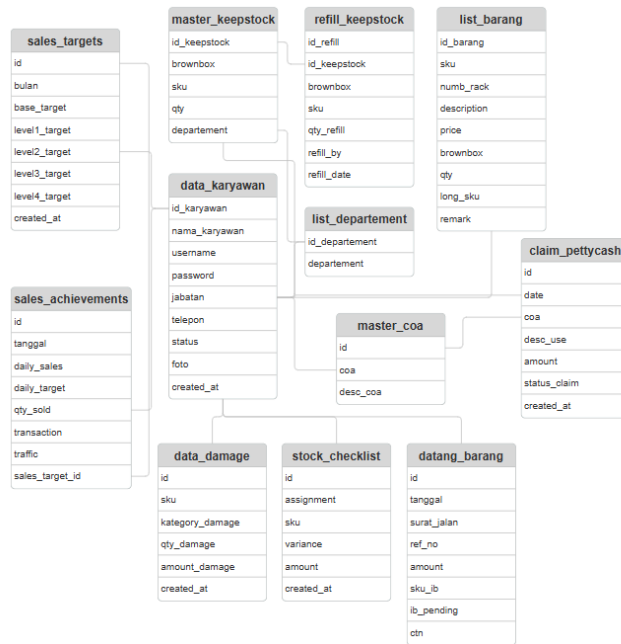 sales_targets
id
bulan
base_target
level1_target
level2_target
level3_target
level4_target
created_at
master_keepstock
id_keepstock
brownbox
sku
qty
departement
refill_keepstock
id_refill
id_keepstock
brownbox
sku
qty_refill
refill_by
refill_date
list_barang
id_barang
sku
numb_rack
description
price
brownbox
qty
long_sku
remark
data_karyawan
id_karyawan
nama_karyawan
username
password
jabatan
telepon
status
foto
created_at
list_departement
id_departement
departement
claim_pettycash
id
date
coa
desc_use
amount
status_claim
created_at
sales_achievements
id
tanggal
daily_sales
daily_target
qty_sold
transaction
traffic
sales_target_id
master_coa
id
coa
desc_coa
data_damage
id
sku
kategory_damage
qty_damage
amount_damage
created_at
stock_checklist
id
assignment
sku
variance
amount
created_at
datang_barang
id
tanggal
surat_jalan
ref_no
amount
sku_ib
ib_pending
ctn